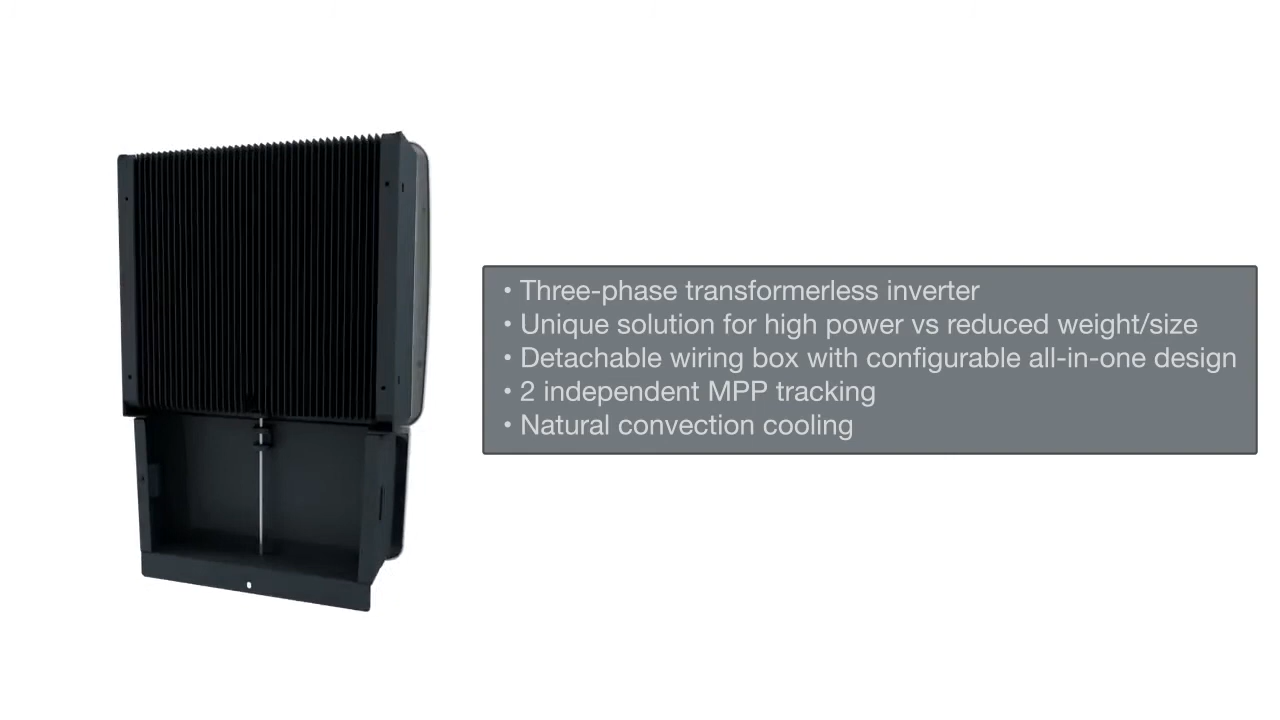 • Three-phase transformerless inverter
• Unique solution for high power vs reduced weight/size
• Detachable wiring box with configurable all-in-one design
• 2 independent MPP tracking
• Natural convection cooling